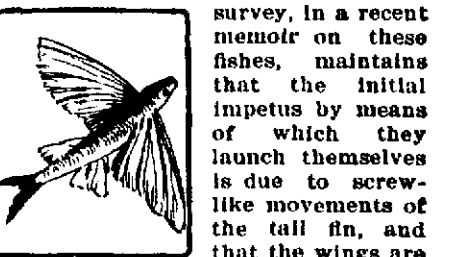 survey, in a recent
memoir on these
fishes, maintains
that the initial
impetus by means
of which they
launch themselves
is due to screw-
like movements of
the tail fin, and
that the wings are